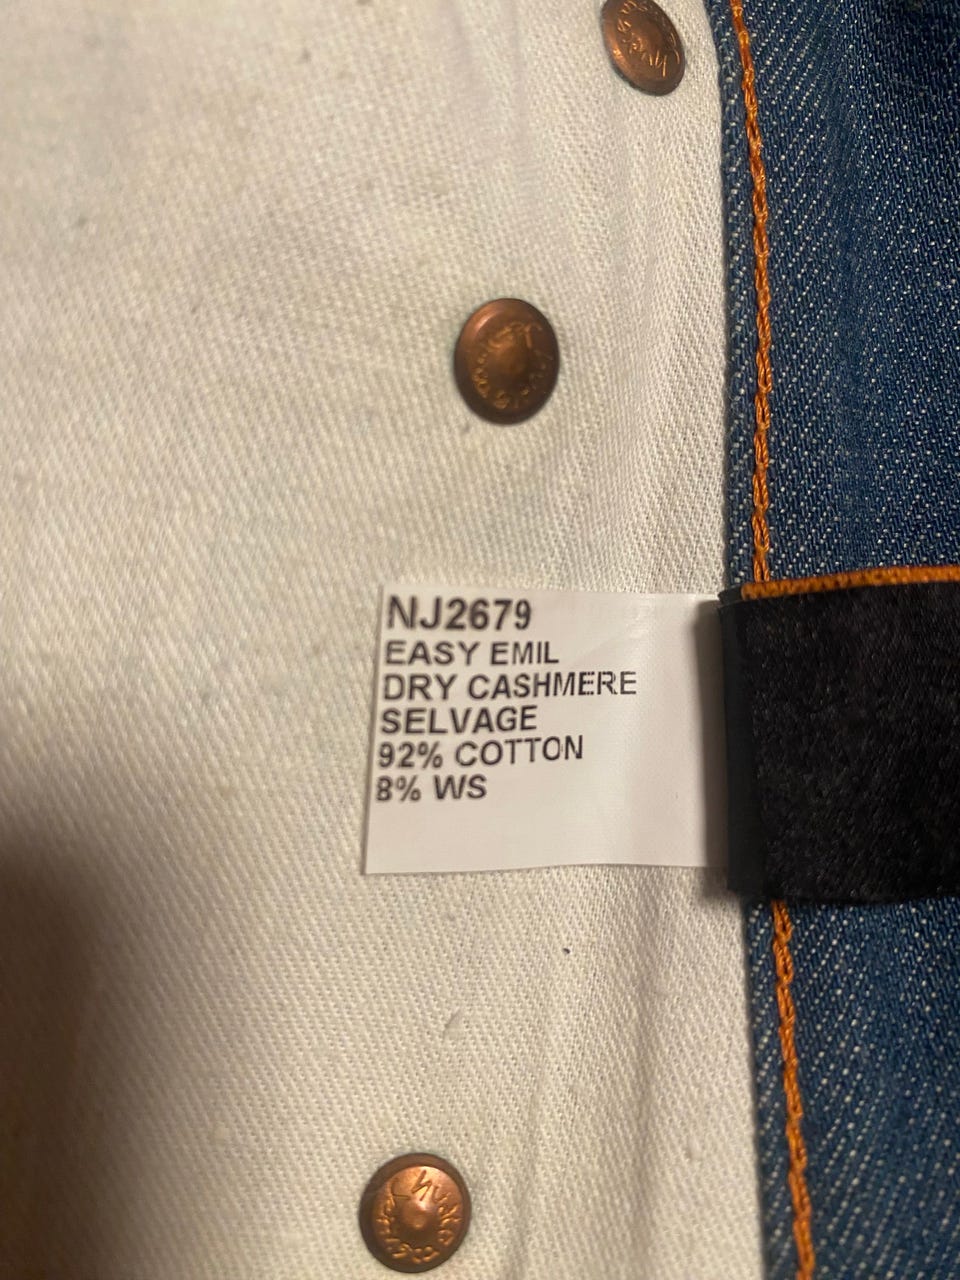 NJ2679
EASY EMIL
DRY CASHMERE
SELVAGE
92% COTTON
8% WS